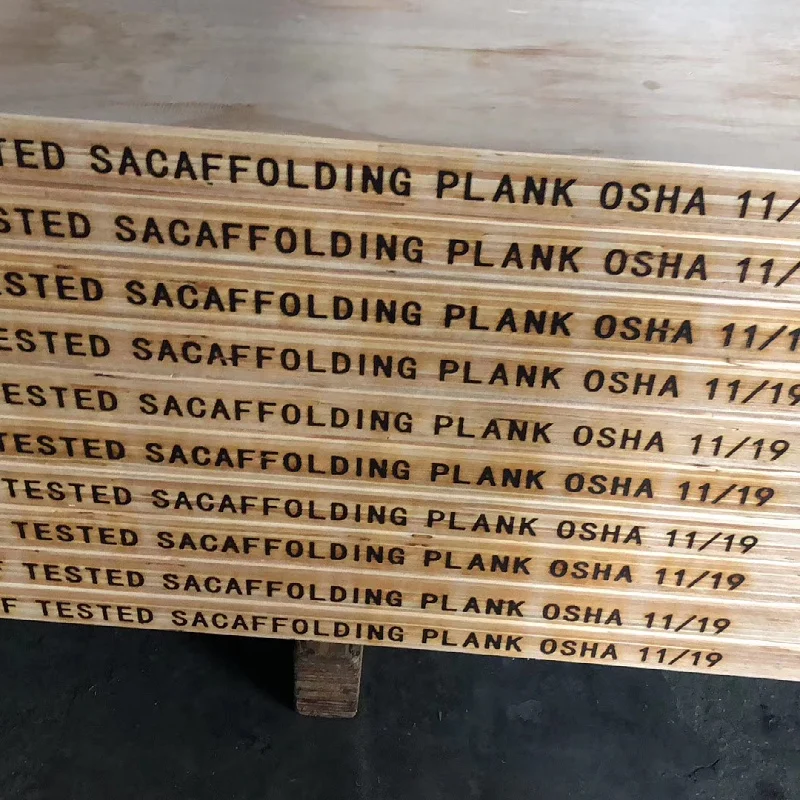 TED SACAFFOLDING PLANK OSHA 11/
STED SACAFFOLDING PLANK OSHA 11/
ESTED SACAFFOLDING PLANK OSHA 11/1
ESTED SACAFFOLDING PLANK OSHA 11/19
TESTED SACAFFOLDING PLANK OSHA 11/19
TESTED SACAFFOLDING PLANK OSHA 11/19
TESTED SACAFFOLDING PLANK OSHA 11/19
TESTED SACAFFOLDING PLANK OSHA 11/19
F TESTED SACAFFOLDING PLANK OSHA 11/19
F TESTED SACAFFOLDING PLANK OSHA 11/19